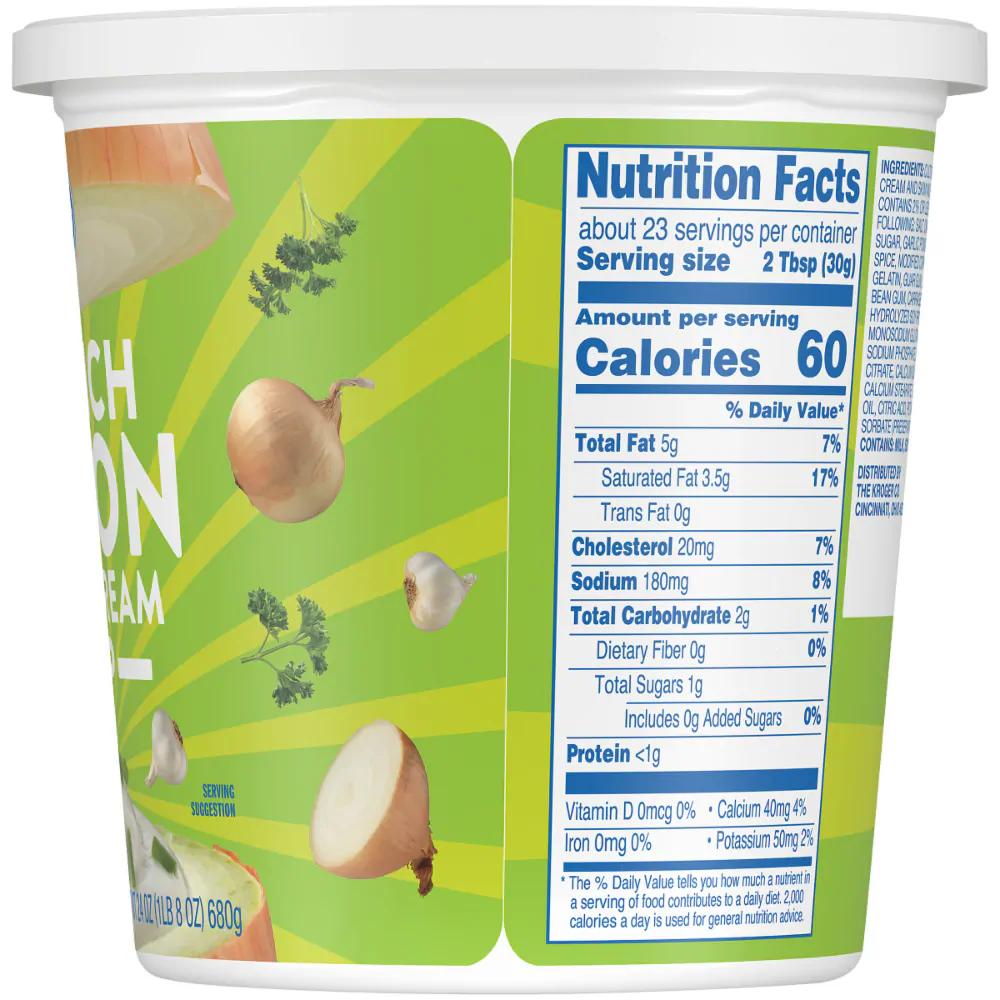 CH
ON
REAM
SERVING
SUGGESTION
24 OZ (1LB 8 OZ) 680g
Nutrition Facts
about 23 servings per container
Serving size 2 Tbsp (30g)
Amount per serving
Calories 60
% Daily Value*
Total Fat 5g 7%
Saturated Fat 3.5g 17%
Trans Fat 0g
Cholesterol 20mg 7%
Sodium 180mg 8%
Total Carbohydrate 2g 1%
Dietary Fiber 0g 0%
Total Sugars 1g
Includes 0g Added Sugars 0%
Protein <1g
Vitamin D 0mcg 0% • Calcium 40mg 4%
Iron 0mg 0% • Potassium 50mg 2%
* The % Daily Value tells you how much a nutrient in
a serving of food contributes to a daily diet. 2,000
calories a day is used for general nutrition advice.
INGREDIENTS:
CREAM AND
CONTAINS 2%
FOLLOWING:
SUGAR, GARLIC
SPICE, MODIFIED
GELATIN, GUAR
BEAN GUM,
HYDROLYZED
MONOSODIUM
SODIUM
CITRATE,
CALCIUM
OIL, CITRIC ACID,
SORBATE
CONTAINS: MILK,
DISTRIBUTED BY
THE KROGER CO.
CINCINNATI,